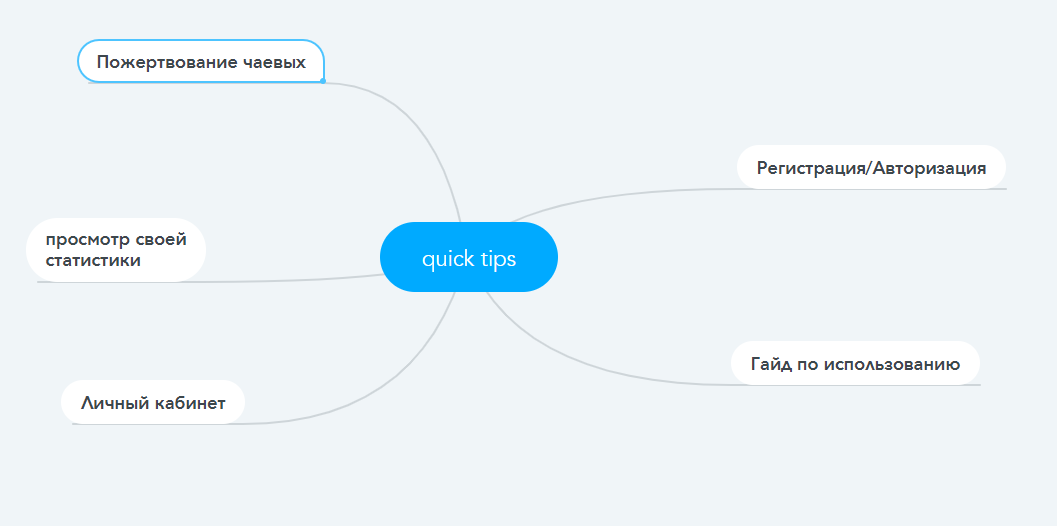 Пожертвование чаевых
Регистрация/Авторизация
просмотр своей
статистики
quick tips
Гайд по использованию
Личный кабинет